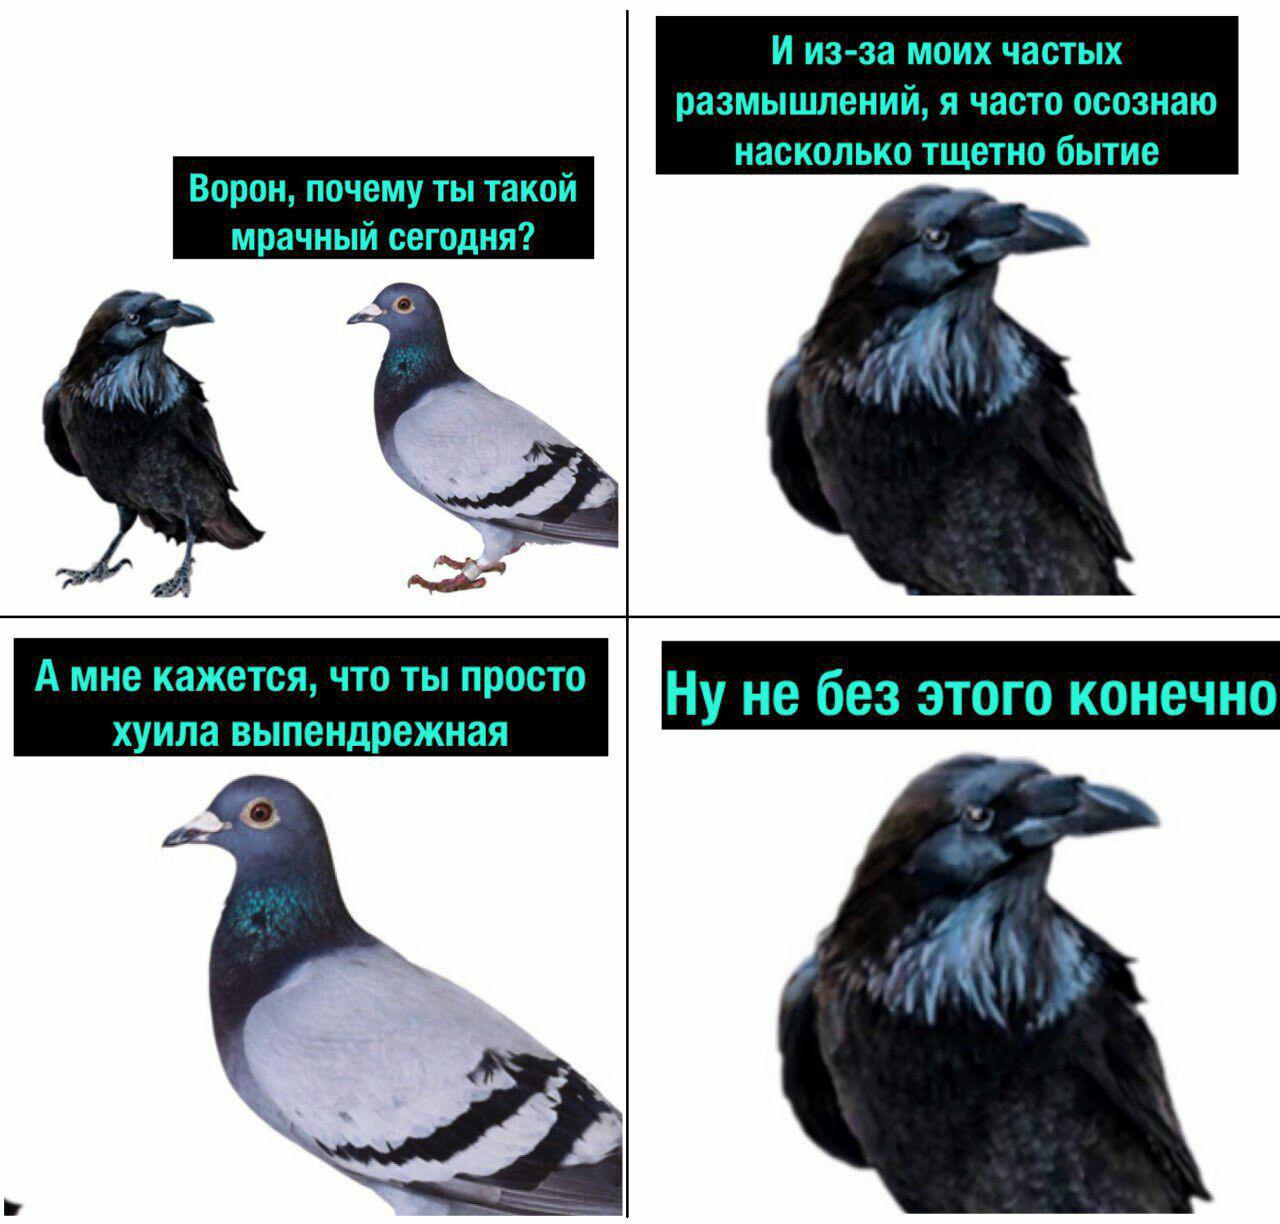 Ворон, почему ты такой
мрачный сегодня?
И из-за моих частых
размышлений, я часто осознаю
насколько тщетно бытие
А мне кажется, что ты просто
хуила выпендрежная
Ну не без этого конечно